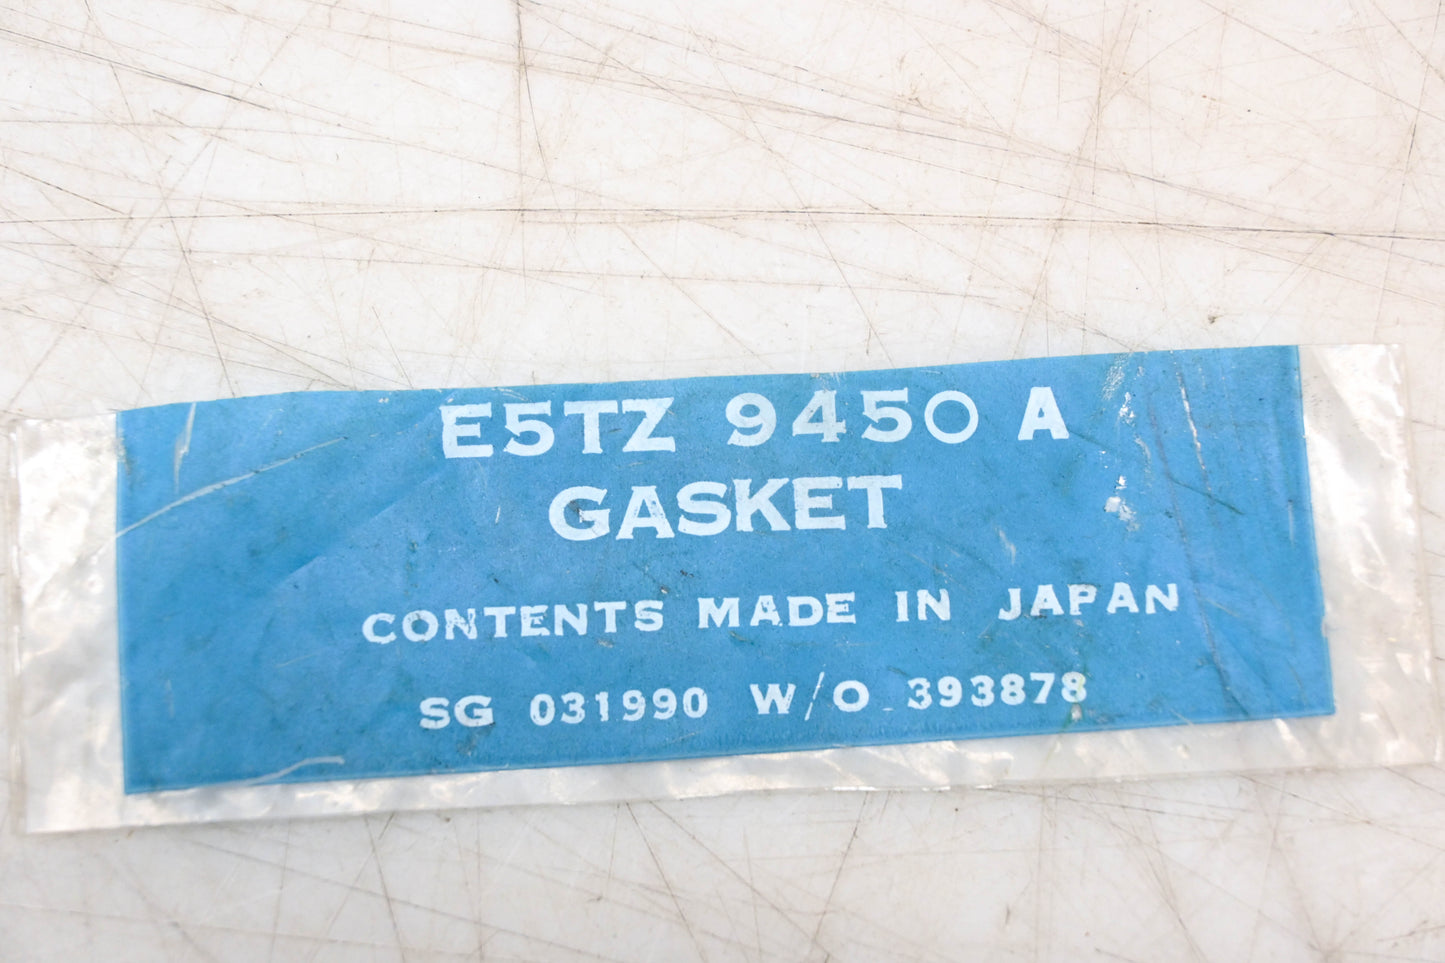 E5TZ 9450 A
GASKET
CONTENTS MADE IN JAPAN
SG 031990 W/O 393878